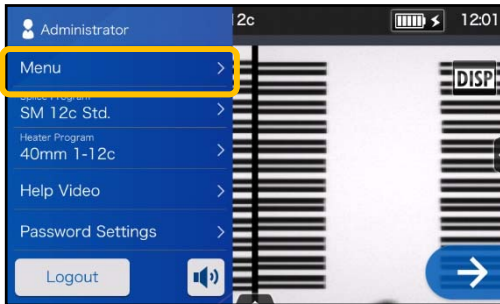 Administrator
12c
12:01
Menu
DISP
Splice Program
SM 12c Std.
Heater Program
40mm 1-12c
Help Video
Password Settings
Logout